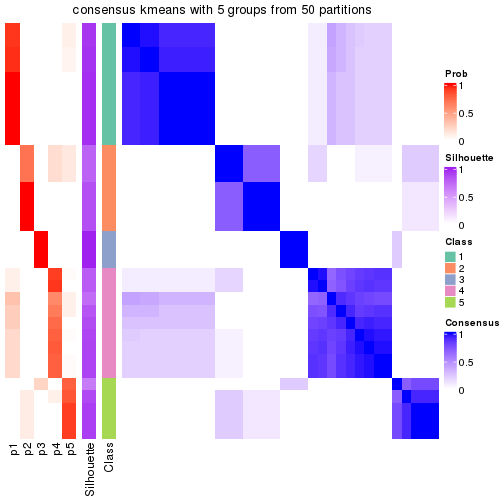 consensus kmeans with 5 groups from 50 partitions
Prob
1
0.5
0
Silhouette
1
0.5
0
Class
1
2
3
4
5
Consensus
1
0.5
0
p1
p2
p3
p4
p5
Silhouette
Class